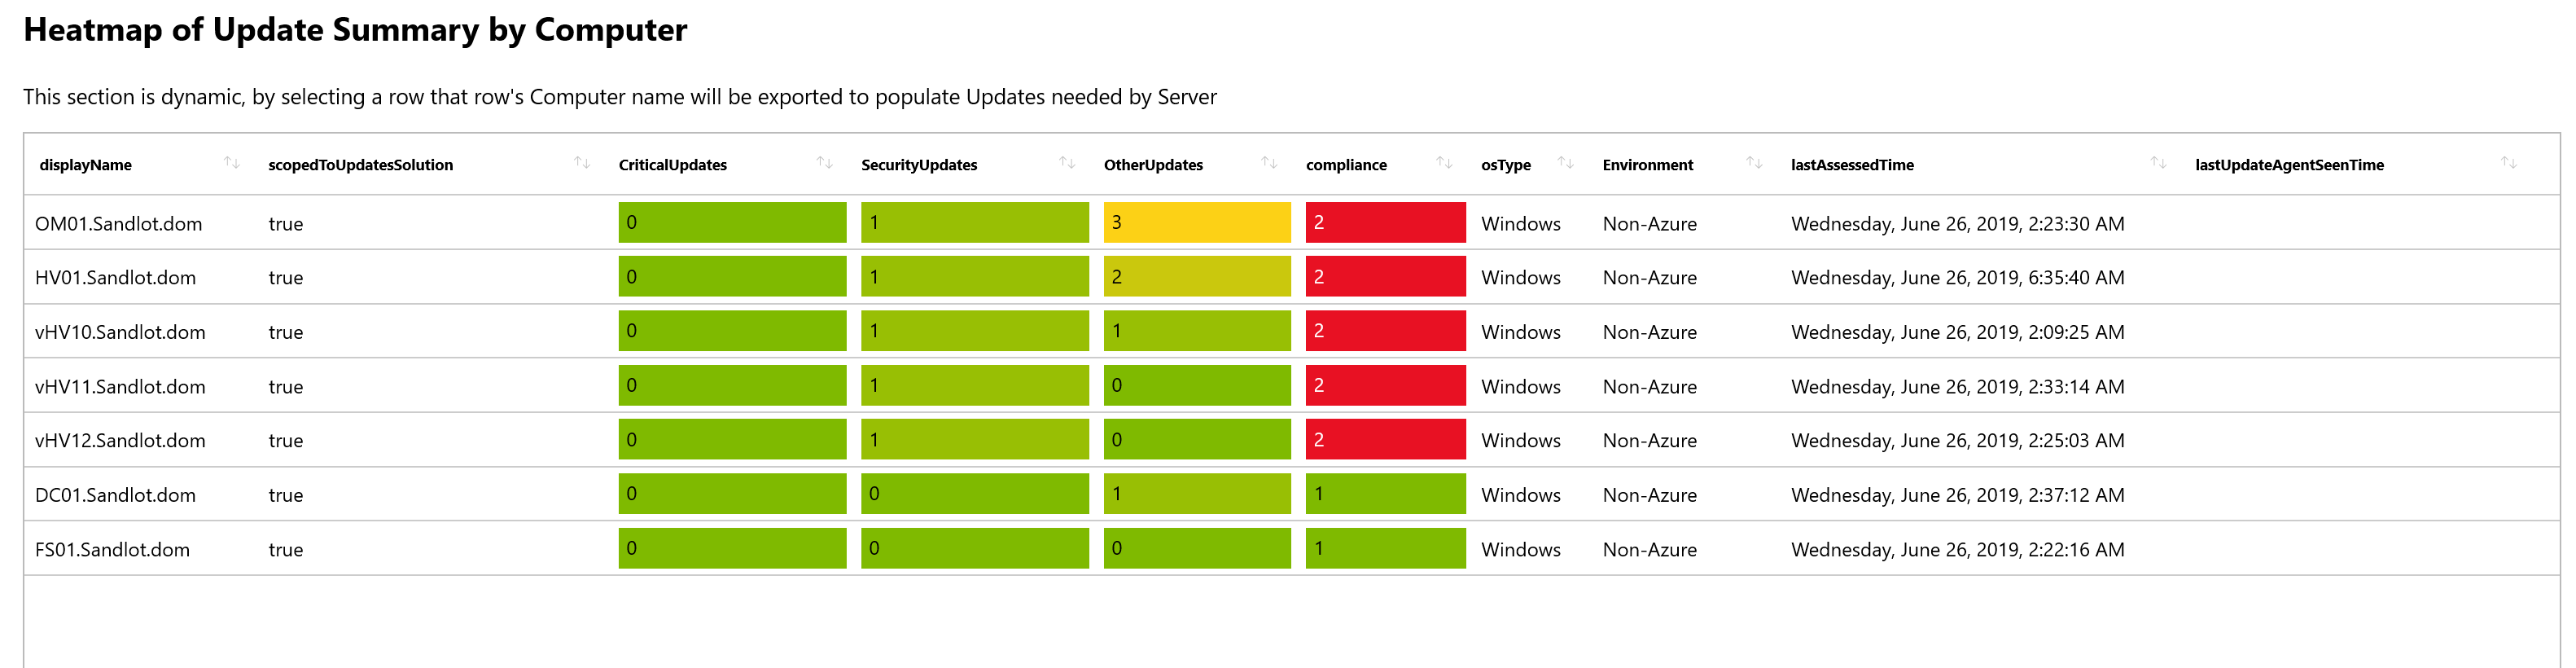 Heatmap of Update Summary by Computer
This section is dynamic, by selecting a row that row's Computer name will be exported to populate Updates needed by Server
displayName scopedToUpdatesSolution CriticalUpdates SecurityUpdates OtherUpdates compliance osType Environment lastAssessedTime lastUpdateAgentSeenTime
OM01.Sandlot.dom true 0 1 3 2 Windows Non-Azure Wednesday, June 26, 2019, 2:23:30 AM
HV01.Sandlot.dom true 0 1 2 2 Windows Non-Azure Wednesday, June 26, 2019, 6:35:40 AM
vHV10.Sandlot.dom true 0 1 1 2 Windows Non-Azure Wednesday, June 26, 2019, 2:09:25 AM
vHV11.Sandlot.dom true 0 1 0 2 Windows Non-Azure Wednesday, June 26, 2019, 2:33:14 AM
vHV12.Sandlot.dom true 0 1 0 2 Windows Non-Azure Wednesday, June 26, 2019, 2:25:03 AM
DC01.Sandlot.dom true 0 0 1 1 Windows Non-Azure Wednesday, June 26, 2019, 2:37:12 AM
FS01.Sandlot.dom true 0 0 0 1 Windows Non-Azure Wednesday, June 26, 2019, 2:22:16 AM